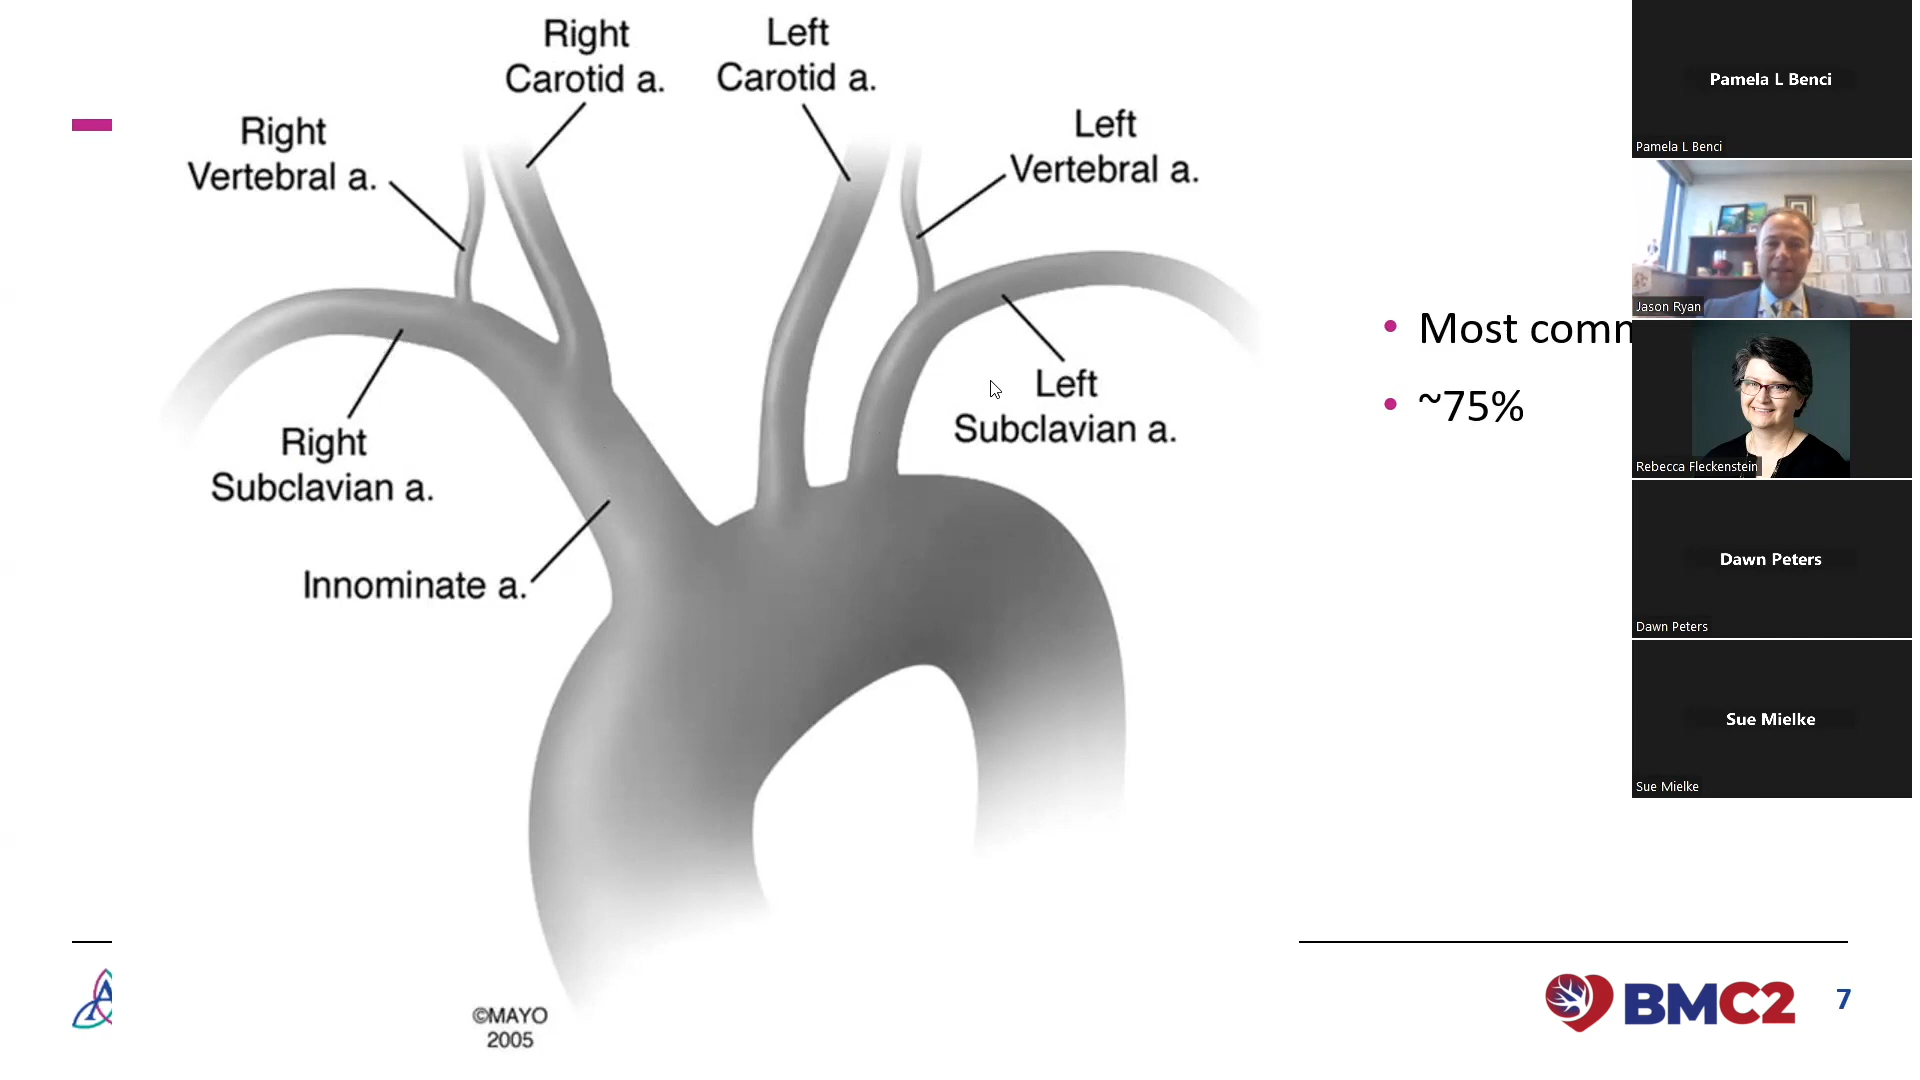 Right
Carotid a.
Left
Carotid a.
Right
Vertebral a.
Left
Vertebral a.
Left
Subclavian a.
Right
Subclavian a.
Innominate a.
©MAYO
2005
• Most comm
• ~75%
BMC2
7
Pamela L Benci
Pamela L Benci
Jason Ryan
Rebecca Fleckenstein
Dawn Peters
Dawn Peters
Sue Mielke
Sue Mielke